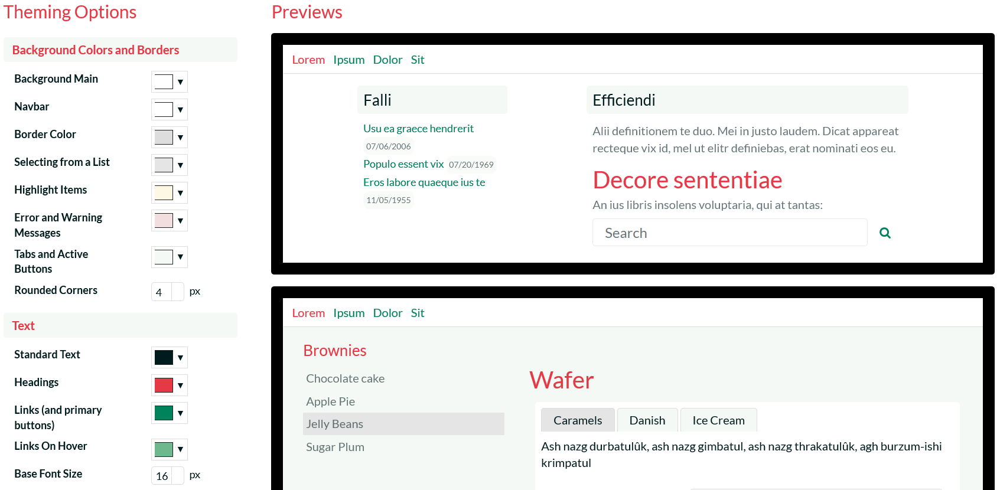 Theming Options
Background Colors and Borders
Background Main
Navbar
Border Color
Selecting from a List
Highlight Items
Error and Warning
Messages
Tabs and Active
Buttons
Rounded Corners
4 px
Text
Standard Text
Headings
Links (and primary
buttons)
Links On Hover
Base Font Size
16 px
Previews
Lorem Ipsum Dolor Sit
Falli
Usu ea graece hendrerit
07/06/2006
Populo essent vix 07/20/1969
Eros labore quaeque ius te
11/05/1955
Efficiendi
Alii definitionem te duo. Mei in justo laudem. Dicat appareat
recteque vix id, mel ut elitr definiebas, erat nominati eos eu.
Decore sententiae
An ius libris insolens voluptaria, qui at tantas:
Search
Lorem Ipsum Dolor Sit
Brownies
Chocolate cake
Apple Pie
Jelly Beans
Sugar Plum
Wafer
Caramels Danish Ice Cream
Ash nazg durbatulûk, ash nazg gimbatul, ash nazg thrakatulûk, agh burzum-ishi
krimpatul